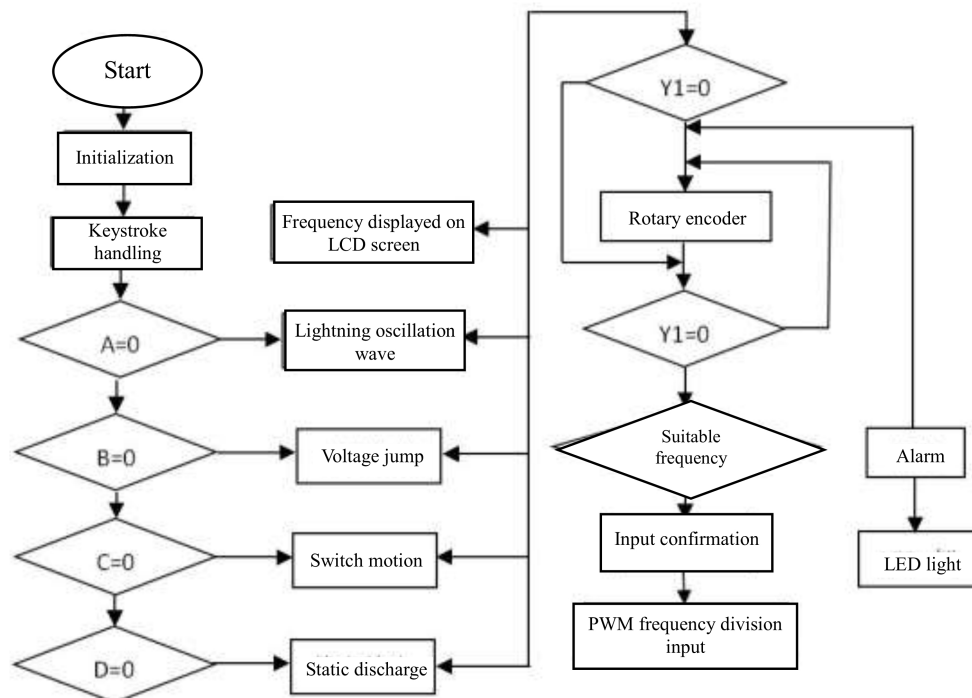 Start
Initialization
Keystroke
handling
A=0
B=0
C=0
D=0
Frequency displayed on
LCD screen
Lightning oscillation
wave
Voltage jump
Switch motion
Static discharge
Y1=0
Rotary encoder
Y1=0
Suitable
frequency
Input confirmation
PWM frequency division
input
Alarm
LED light